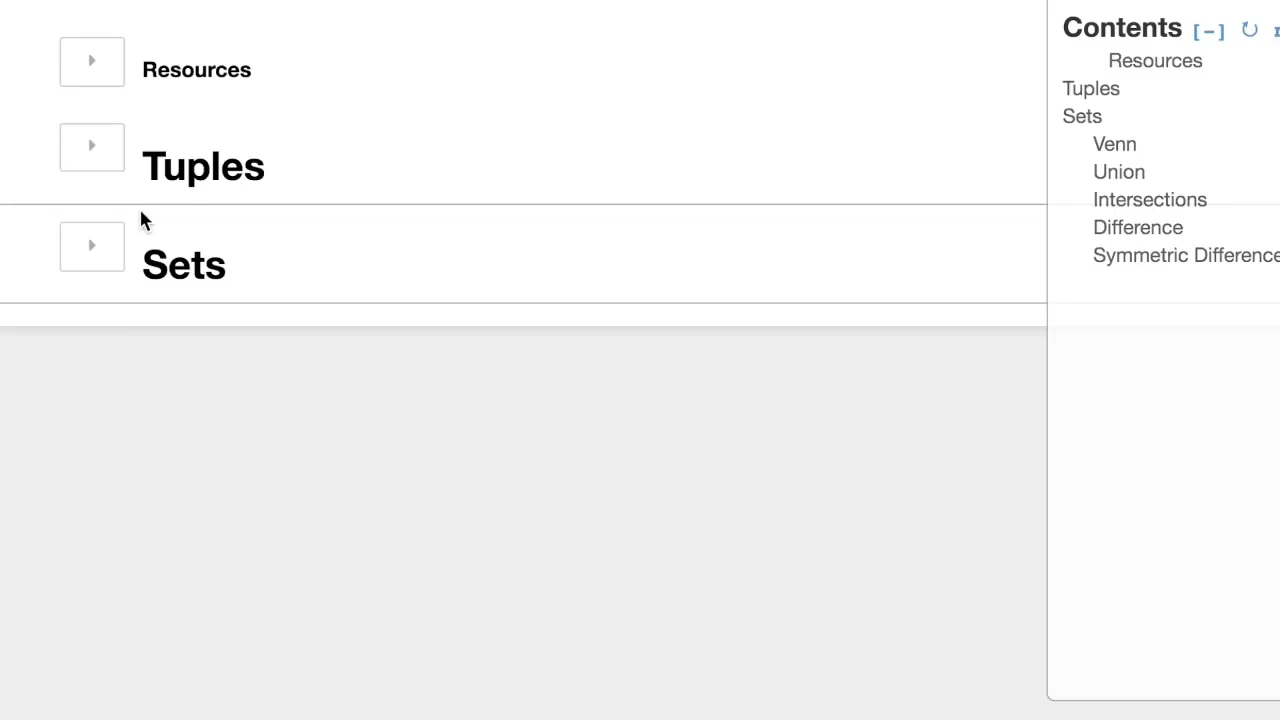 Resources
Tuples
Sets
Contents [-]
Resources
Tuples
Sets
Venn
Union
Intersections
Difference
Symmetric Difference